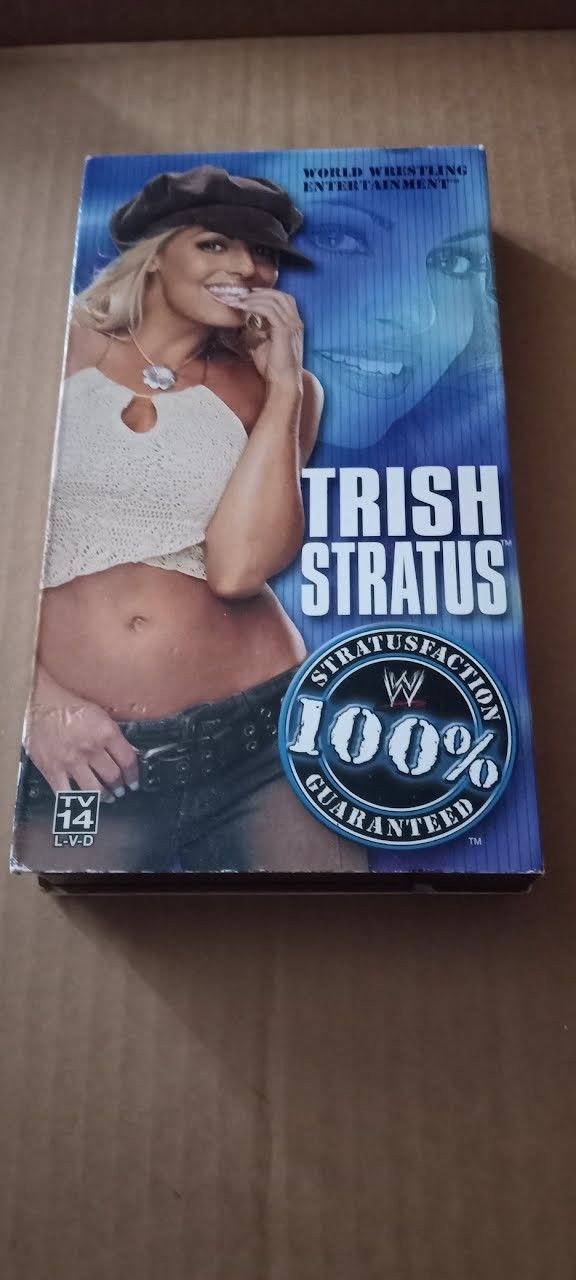 WORLD WRESTLING
ENTERTAINMENT™
TRISH
STRATUS™
STRATUSFACTION
W
100%
GUARANTEED
TM
TV
14
L-V-D